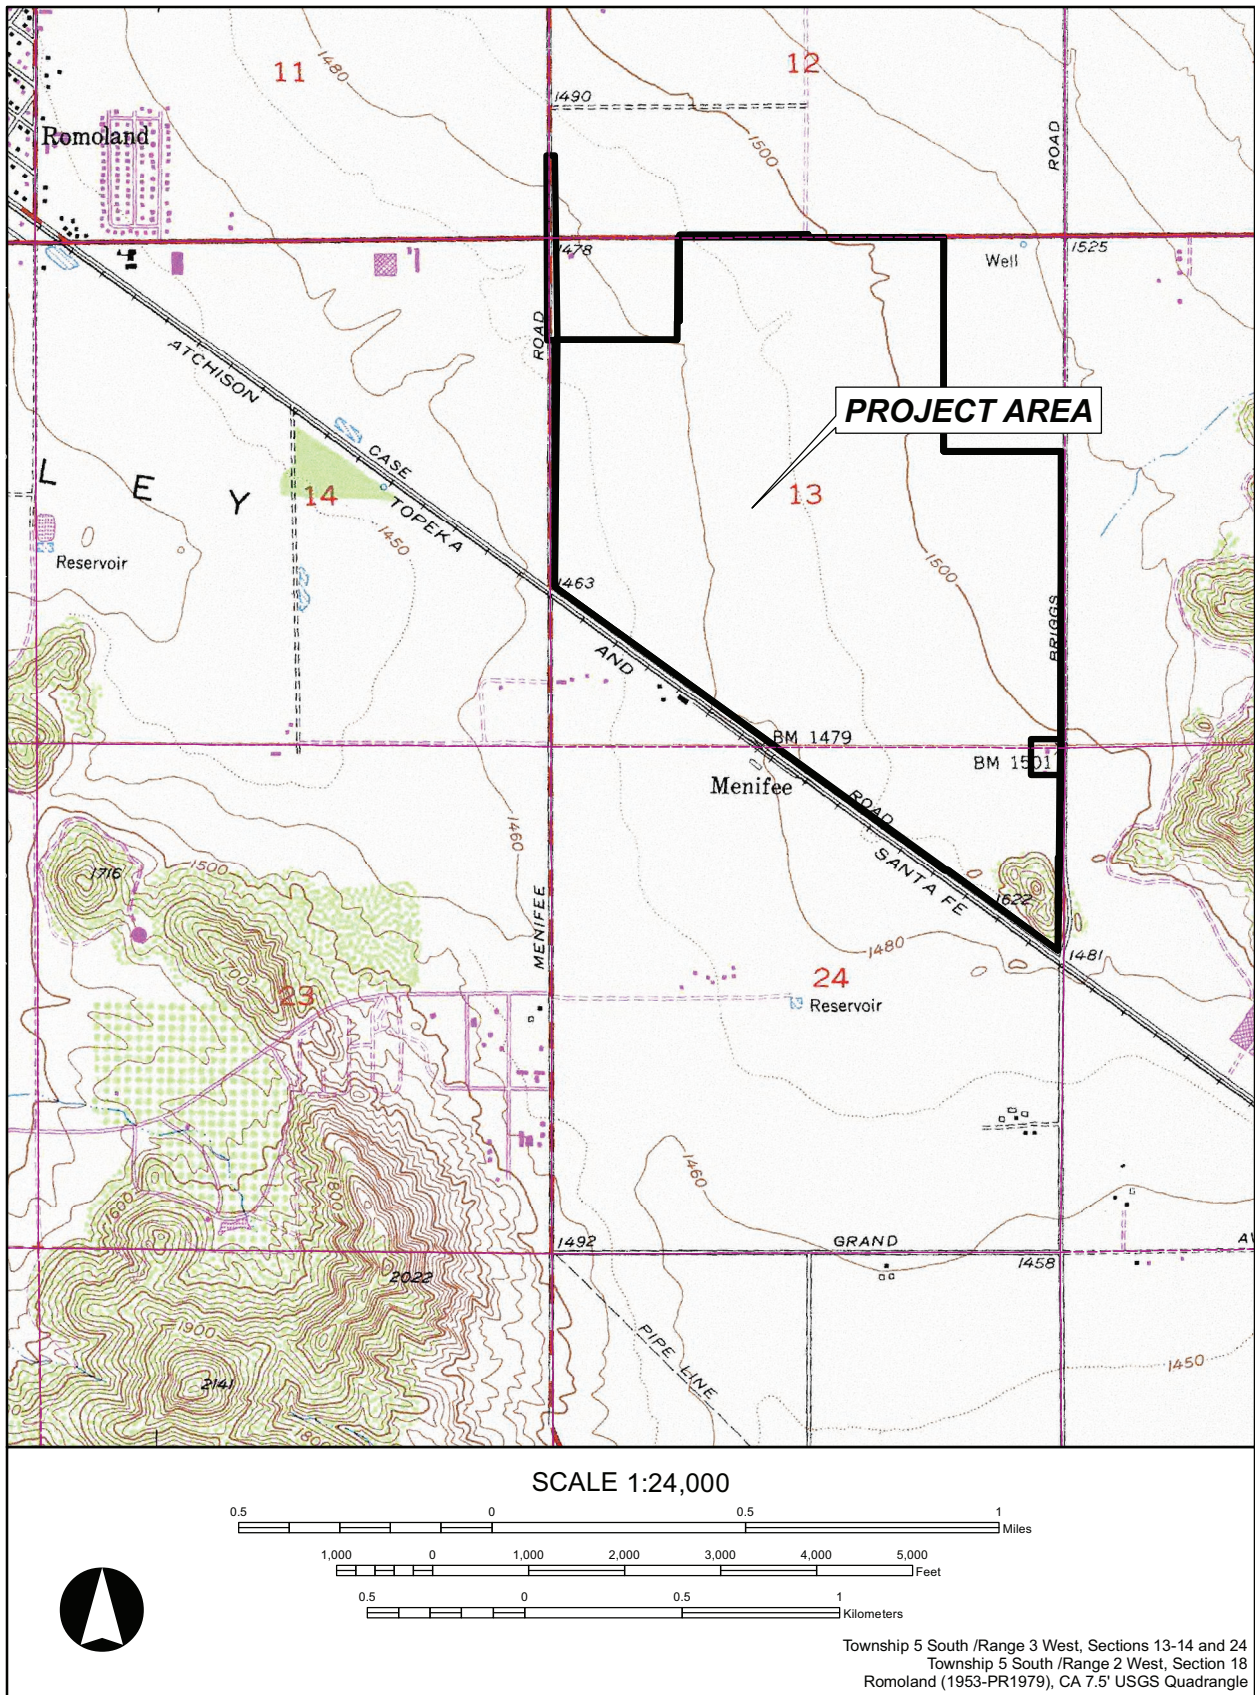 11
12
1480
1490
Romoland
1500
ROAD
1478
1525
Well
ROAD
ATCHISON
PROJECT AREA
CASE
L E Y
14
TOPEKA
13
1450
Reservoir
1500
1463
BRIGGS
AND
BM 1479
BM 1501
Menifee
ROAD
1460
1500
SANTA FE
1716
MENIFEE
1622
1480
1481
1700
24
23
Reservoir
1460
1800
1600
1492
GRAND
AV
1458
2022
1900
PIPE LINE
1450
2141
1800
SCALE 1:24,000
0.5 0 0.5 1
Miles
1,000 0 1,000 2,000 3,000 4,000 5,000
Feet
0.5 0 0.5 1
Kilometers
Township 5 South /Range 3 West, Sections 13-14 and 24
Township 5 South /Range 2 West, Section 18
Romoland (1953-PR1979), CA 7.5' USGS Quadrangle